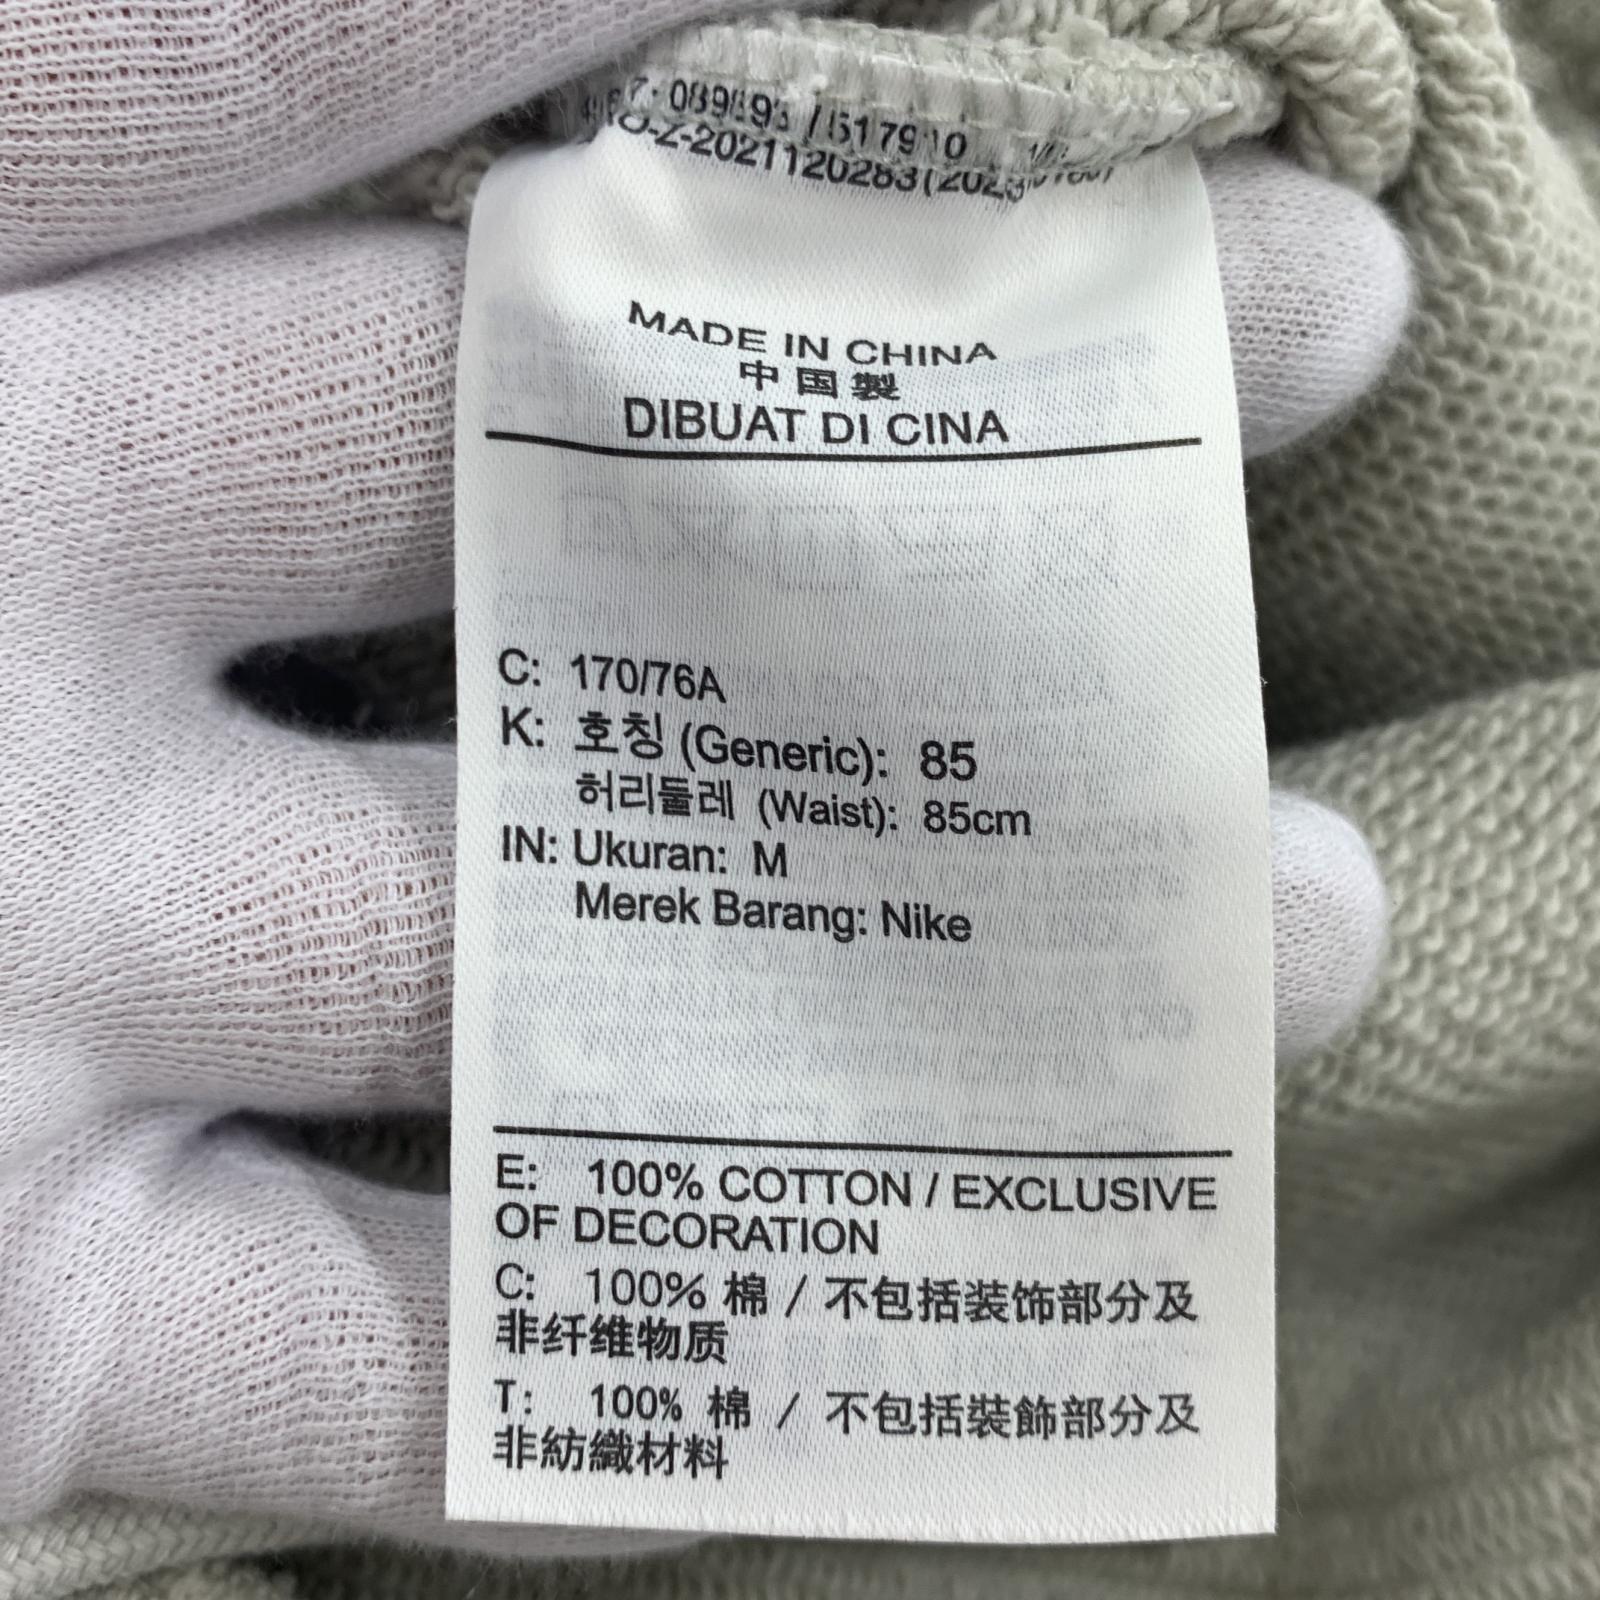 MADE IN CHINA
中国製
DIBUAT DI CINA
C: 170/76A
K: 호칭 (Generic): 85
허리둘레 (Waist): 85cm
IN: Ukuran: M
Merek Barang: Nike
E: 100% COTTON / EXCLUSIVE
OF DECORATION
C: 100% 棉 / 不包括装饰部分及
非纤维物质
T: 100% 棉 / 不包括裝飾部分及
非紡織材料